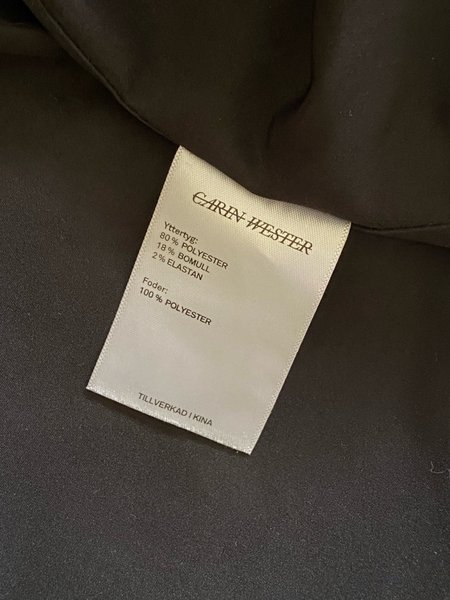 CARIN WESTER
Yttertyg:
80% POLYESTER
18% BOMULL
2% ELASTAN
Foder:
100% POLYESTER
TILLVERKAD I KINA